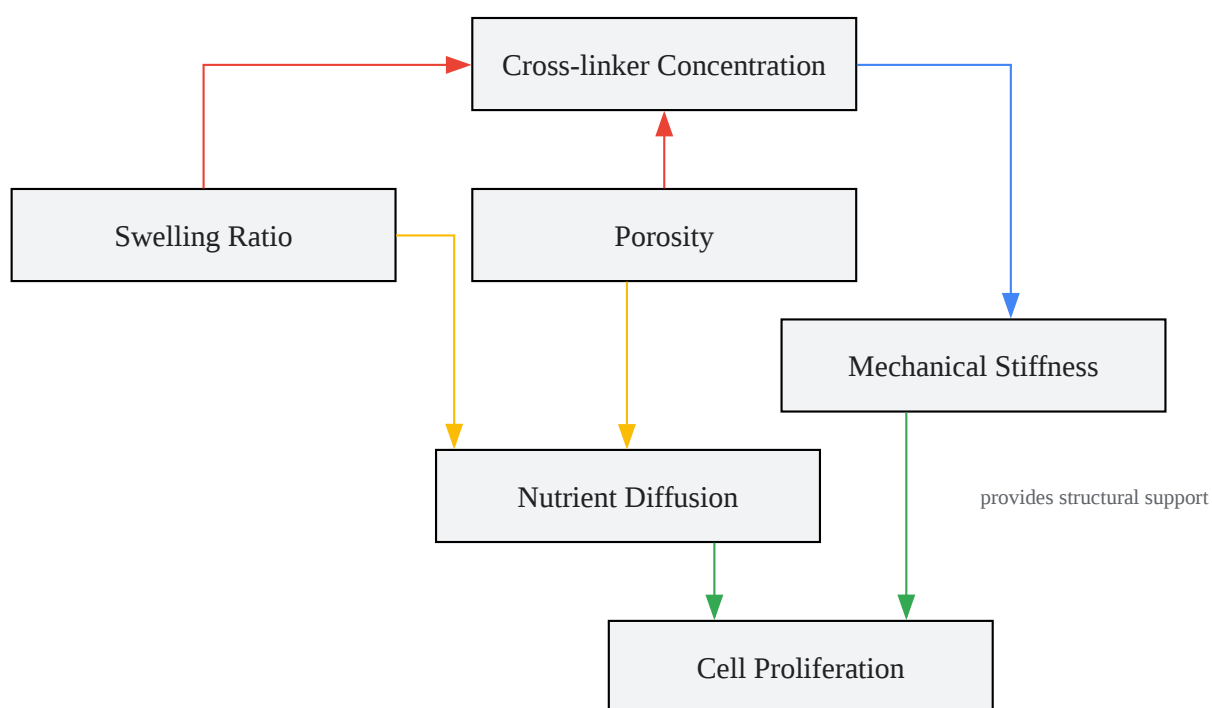 Cross-linker Concentration
Swelling Ratio
Porosity
Mechanical Stiffness
Nutrient Diffusion
provides structural support
Cell Proliferation